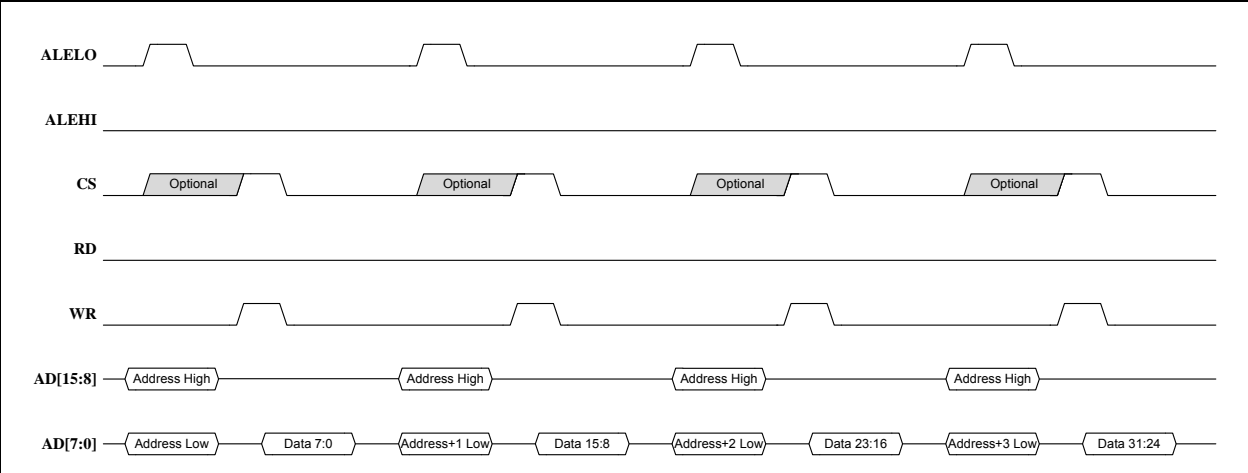 ALELO
ALEHI
CS Optional Optional Optional Optional
RD
WR
AD[15:8] Address High Address High Address High Address High
AD[7:0] Address Low Data 7:0 Address+1 Low Data 15:8 Address+2 Low Data 23:16 Address+3 Low Data 31:24